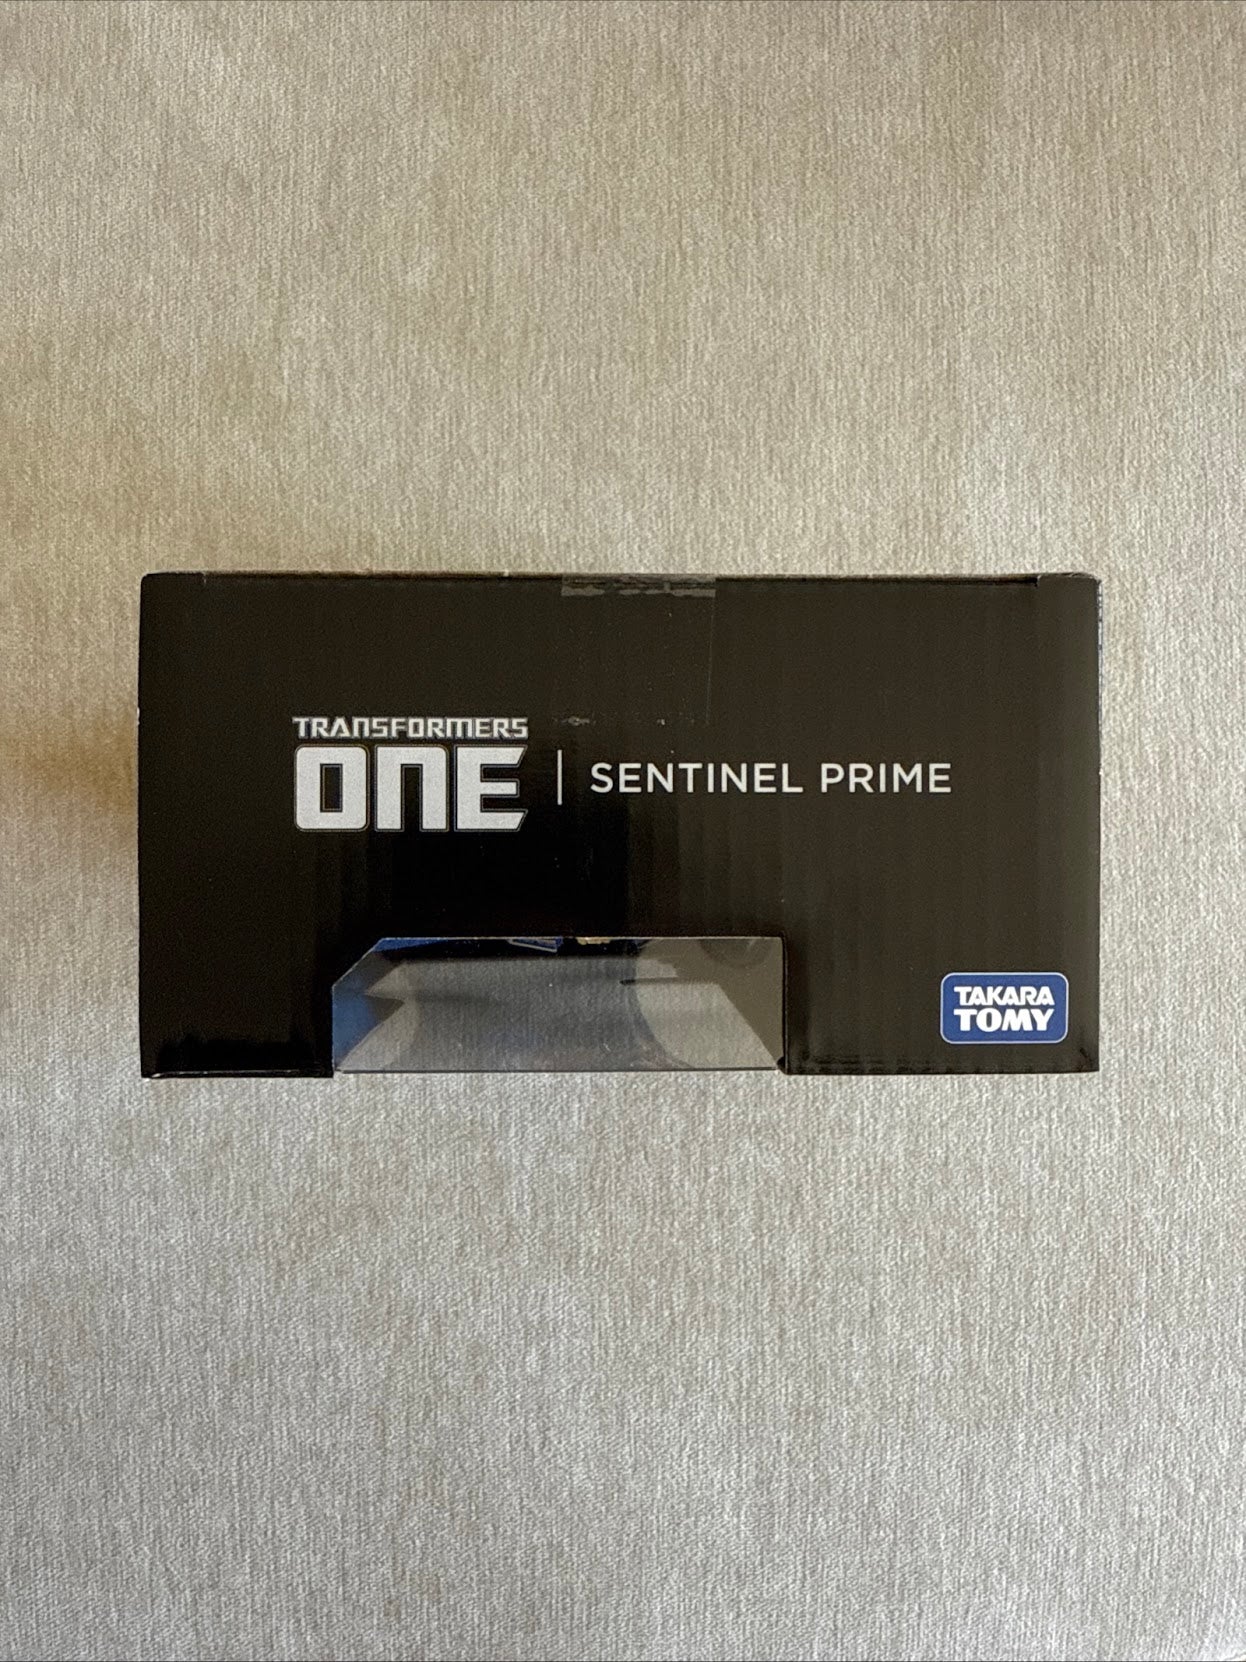 TRANSFORMERS
ONE | SENTINEL PRIME
TAKARA
TOMY